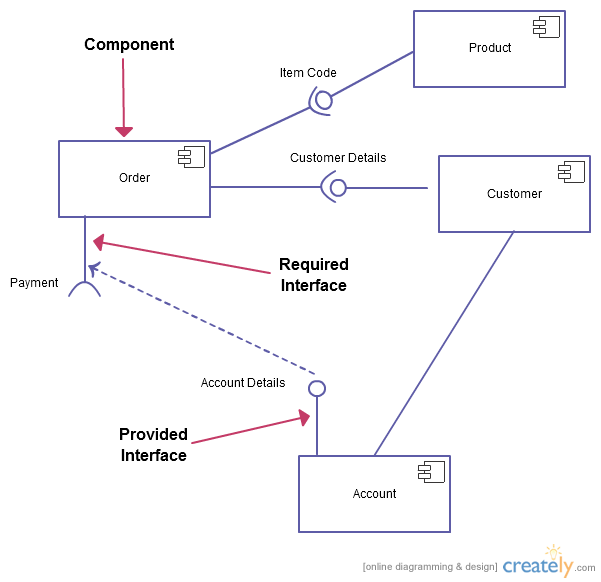 Product
Component
Item Code
Customer Details
Order
Customer
Required
Interface
Payment
Account Details
Provided
Interface
Account
[online diagramming & design] creately.com